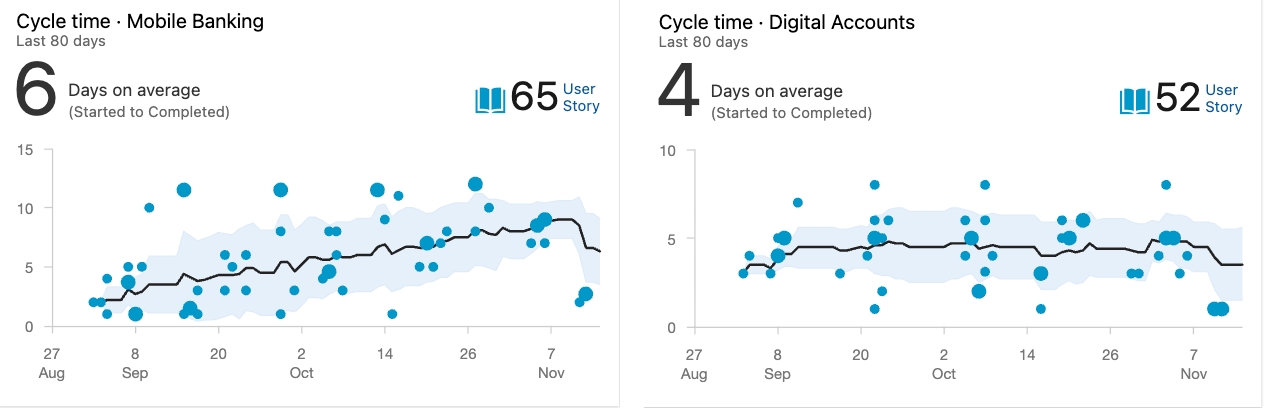 Cycle time · Mobile Banking
Last 80 days
6 Days on average
(Started to Completed)
65 User
Story
15
10
5
0
27 8 20 2 14 26 7
Aug Sep Oct Nov
Cycle time · Digital Accounts
Last 80 days
4 Days on average
(Started to Completed)
52 User
Story
10
5
0
27 8 20 2 14 26 7
Aug Sep Oct Nov